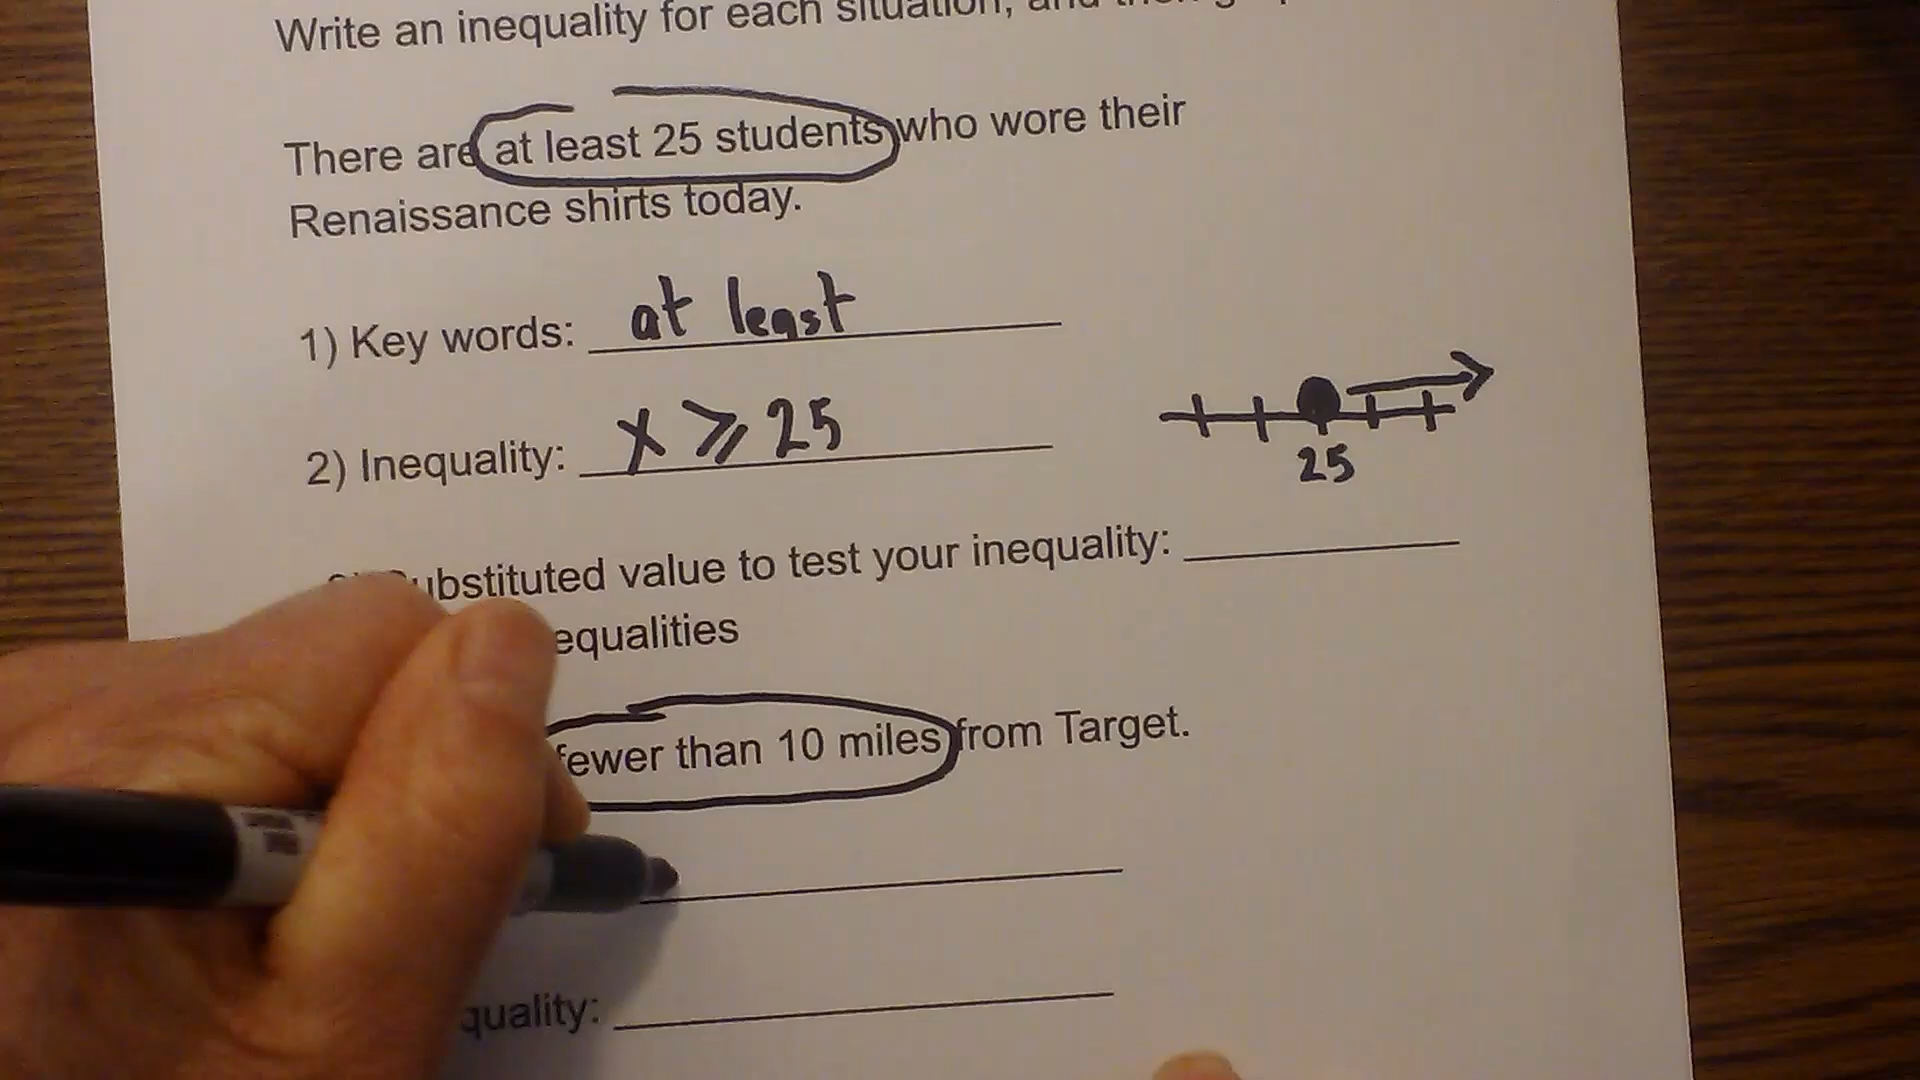 Write an inequality for each situation, and
There are at least 25 students who wore their
Renaissance shirts today.
1) Key words: at least
2) Inequality: x ⩾ 25
25
ubstituted value to test your inequality:
equalities
fewer than 10 miles from Target.
quality: